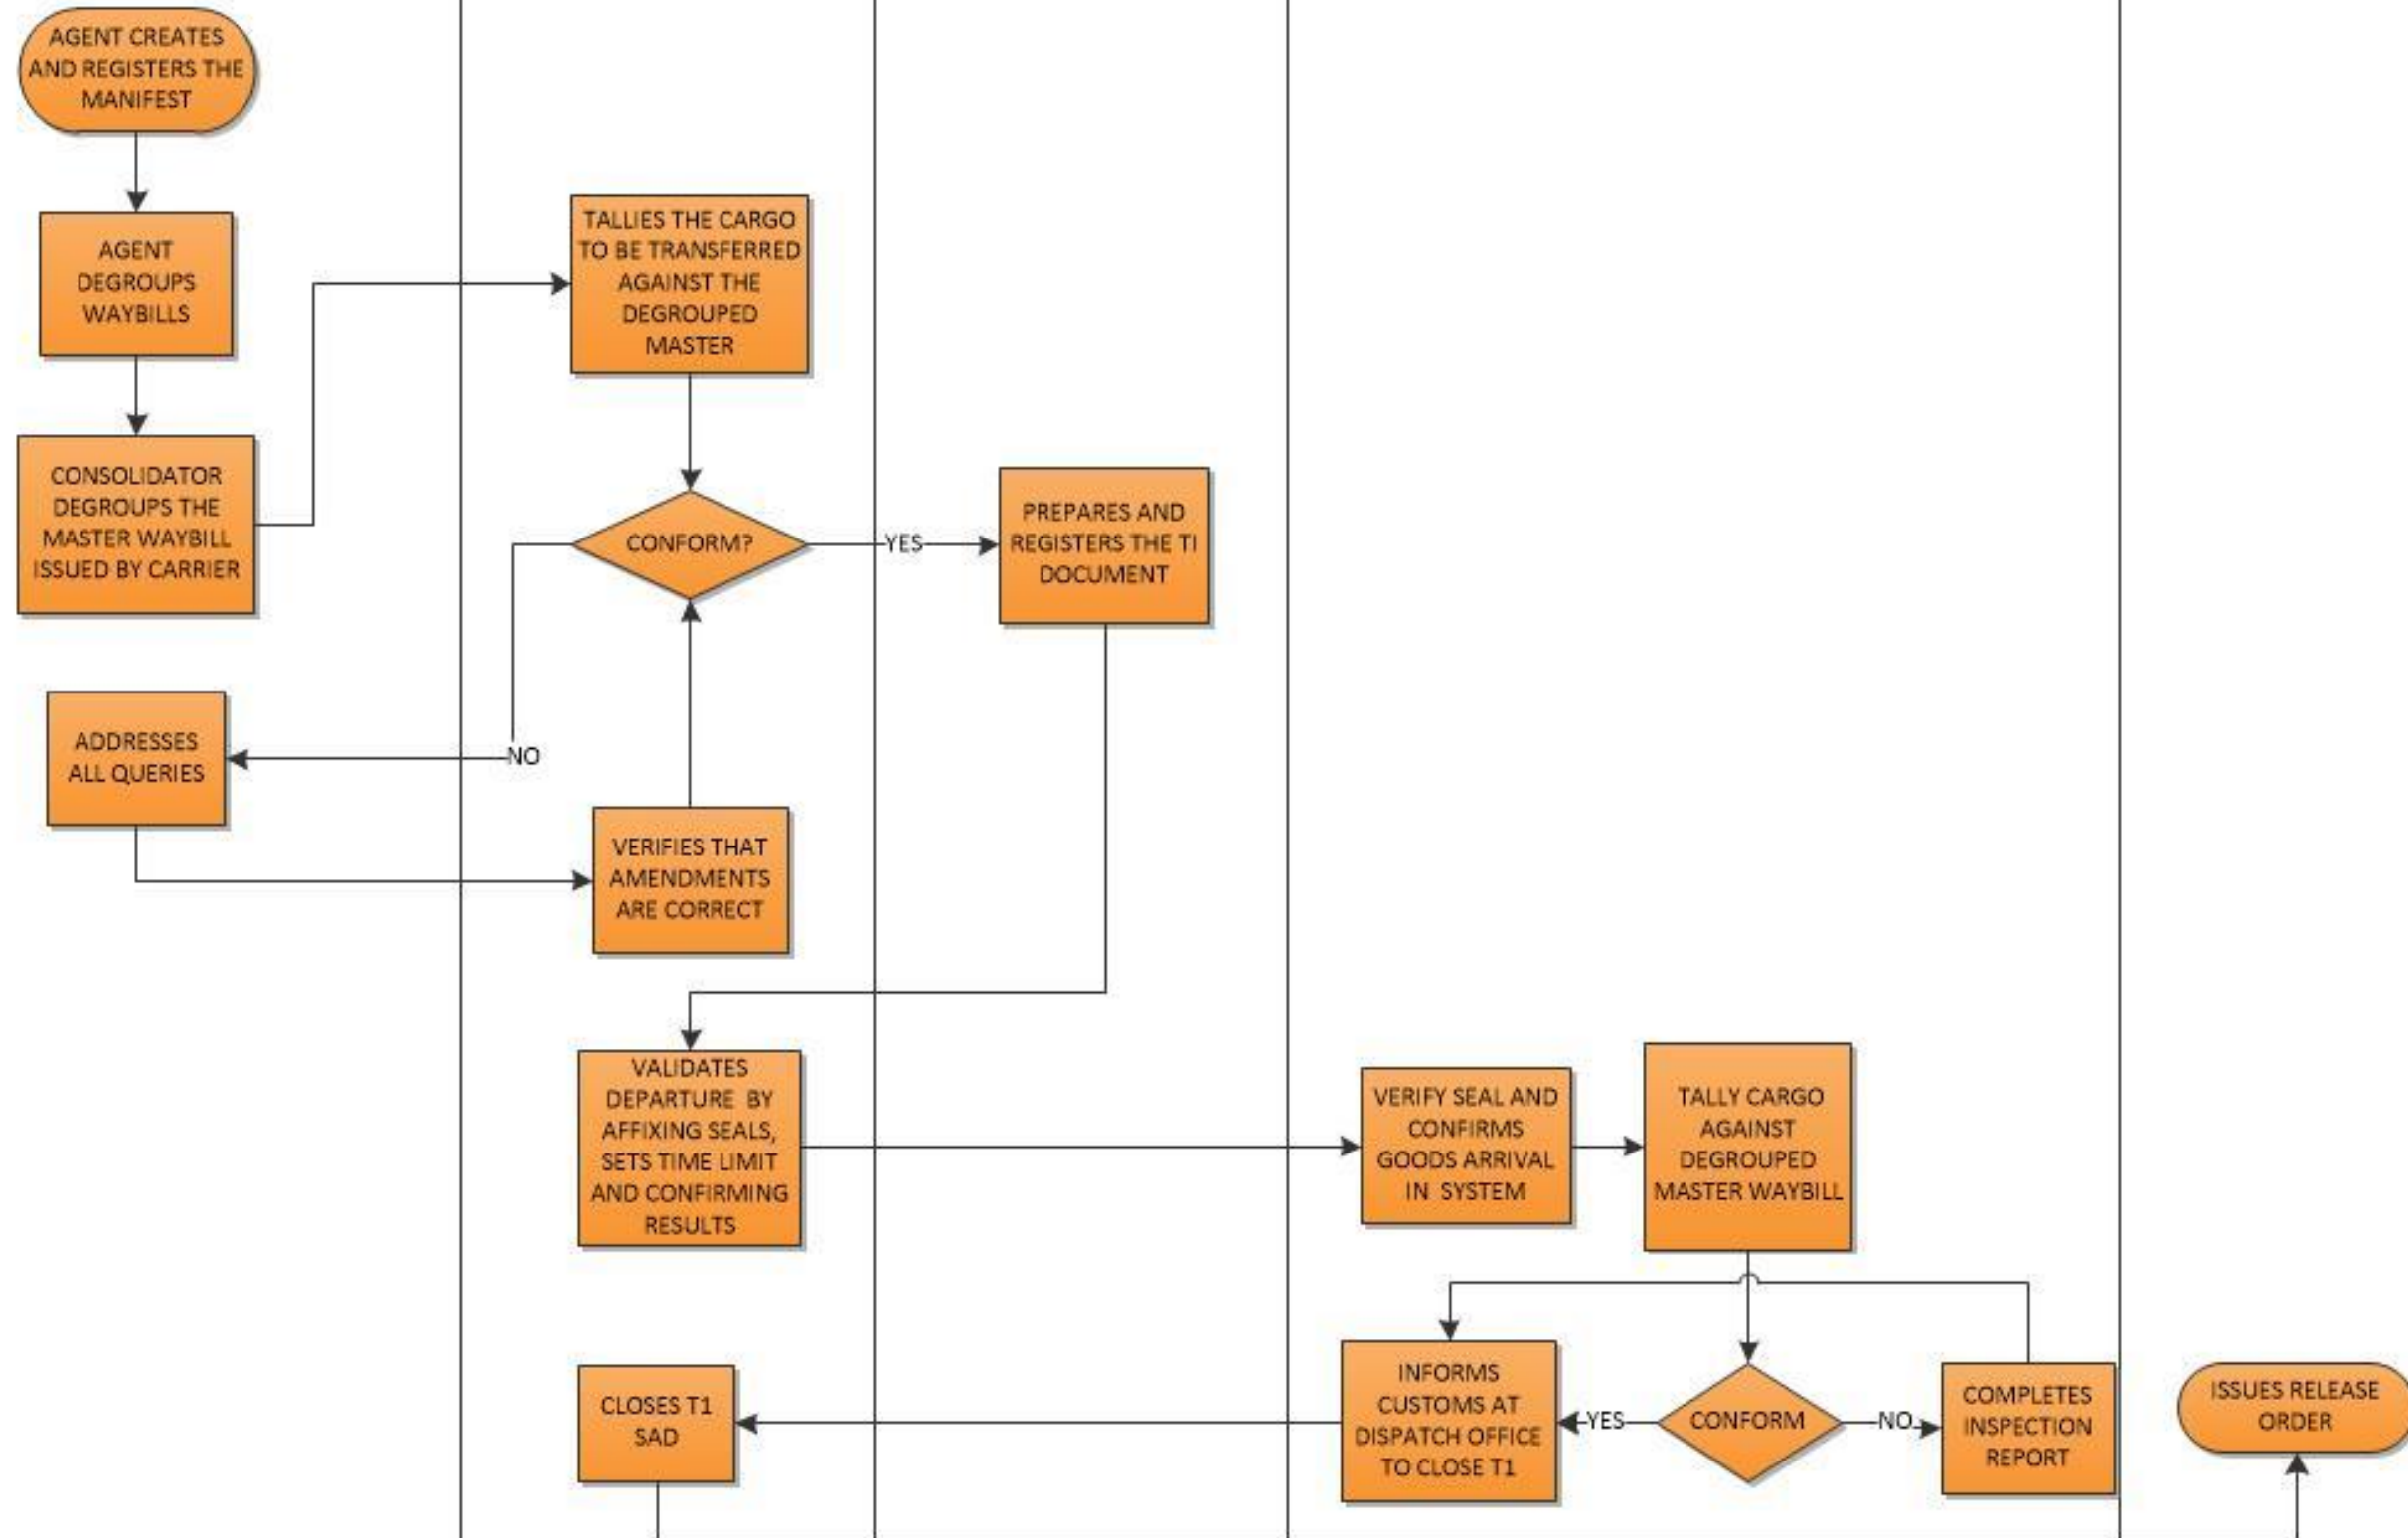 AGENT CREATES
AND REGISTERS THE
MANIFEST
AGENT
DEGROUPS
WAYBILLS
CONSOLIDATOR
DEGROUPS THE
MASTER WAYBILL
ISSUED BY CARRIER
TALLIES THE CARGO
TO BE TRANSFERRED
AGAINST THE
DEGROUPED
MASTER
CONFORM?
YES
PREPARES AND
REGISTERS THE TI
DOCUMENT
NO
ADDRESSES
ALL QUERIES
VERIFIES THAT
AMENDMENTS
ARE CORRECT
VALIDATES
DEPARTURE BY
AFFIXING SEALS,
SETS TIME LIMIT
AND CONFIRMING
RESULTS
VERIFY SEAL AND
CONFIRMS
GOODS ARRIVAL
IN SYSTEM
TALLY CARGO
AGAINST
DEGROUPED
MASTER WAYBILL
CLOSES T1
SAD
INFORMS
CUSTOMS AT
DISPATCH OFFICE
TO CLOSE T1
YES
CONFORM
NO
COMPLETES
INSPECTION
REPORT
ISSUES RELEASE
ORDER